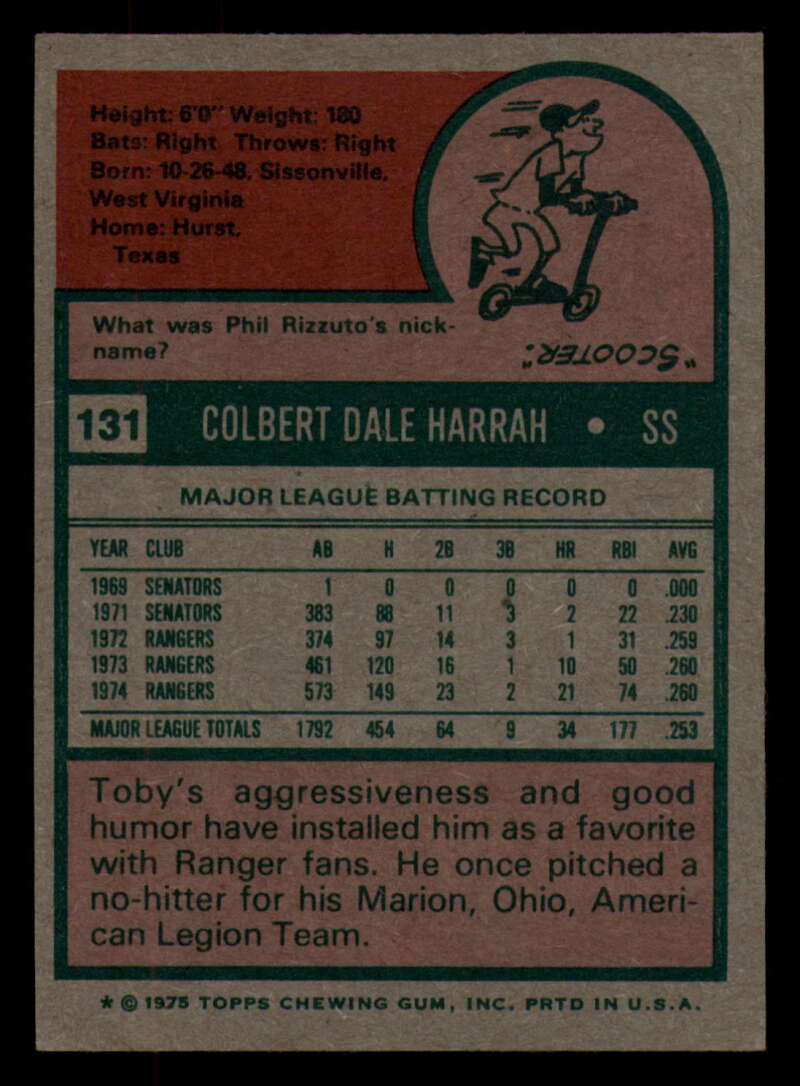 Height: 6'0" Weight: 180
Bats: Right Throws: Right
Born: 10-26-48, Sissonville,
West Virginia
Home: Hurst,
Texas
What was Phil Rizzuto's nick-
name?
"SCOOTER."
131 COLBERT DALE HARRAH • SS
MAJOR LEAGUE BATTING RECORD
YEAR CLUB AB H 2B 3B HR RBI AVG
1969 SENATORS 1 0 0 0 0 0 .000
1971 SENATORS 383 88 11 3 2 22 .230
1972 RANGERS 374 97 14 3 1 31 .259
1973 RANGERS 461 120 16 1 10 50 .260
1974 RANGERS 573 149 23 2 21 74 .260
MAJOR LEAGUE TOTALS 1792 454 64 9 34 177 .253
Toby's aggressiveness and good
humor have installed him as a favorite
with Ranger fans. He once pitched a
no-hitter for his Marion, Ohio, Ameri-
can Legion Team.
* © 1975 TOPPS CHEWING GUM, INC. PRTD IN U.S.A.